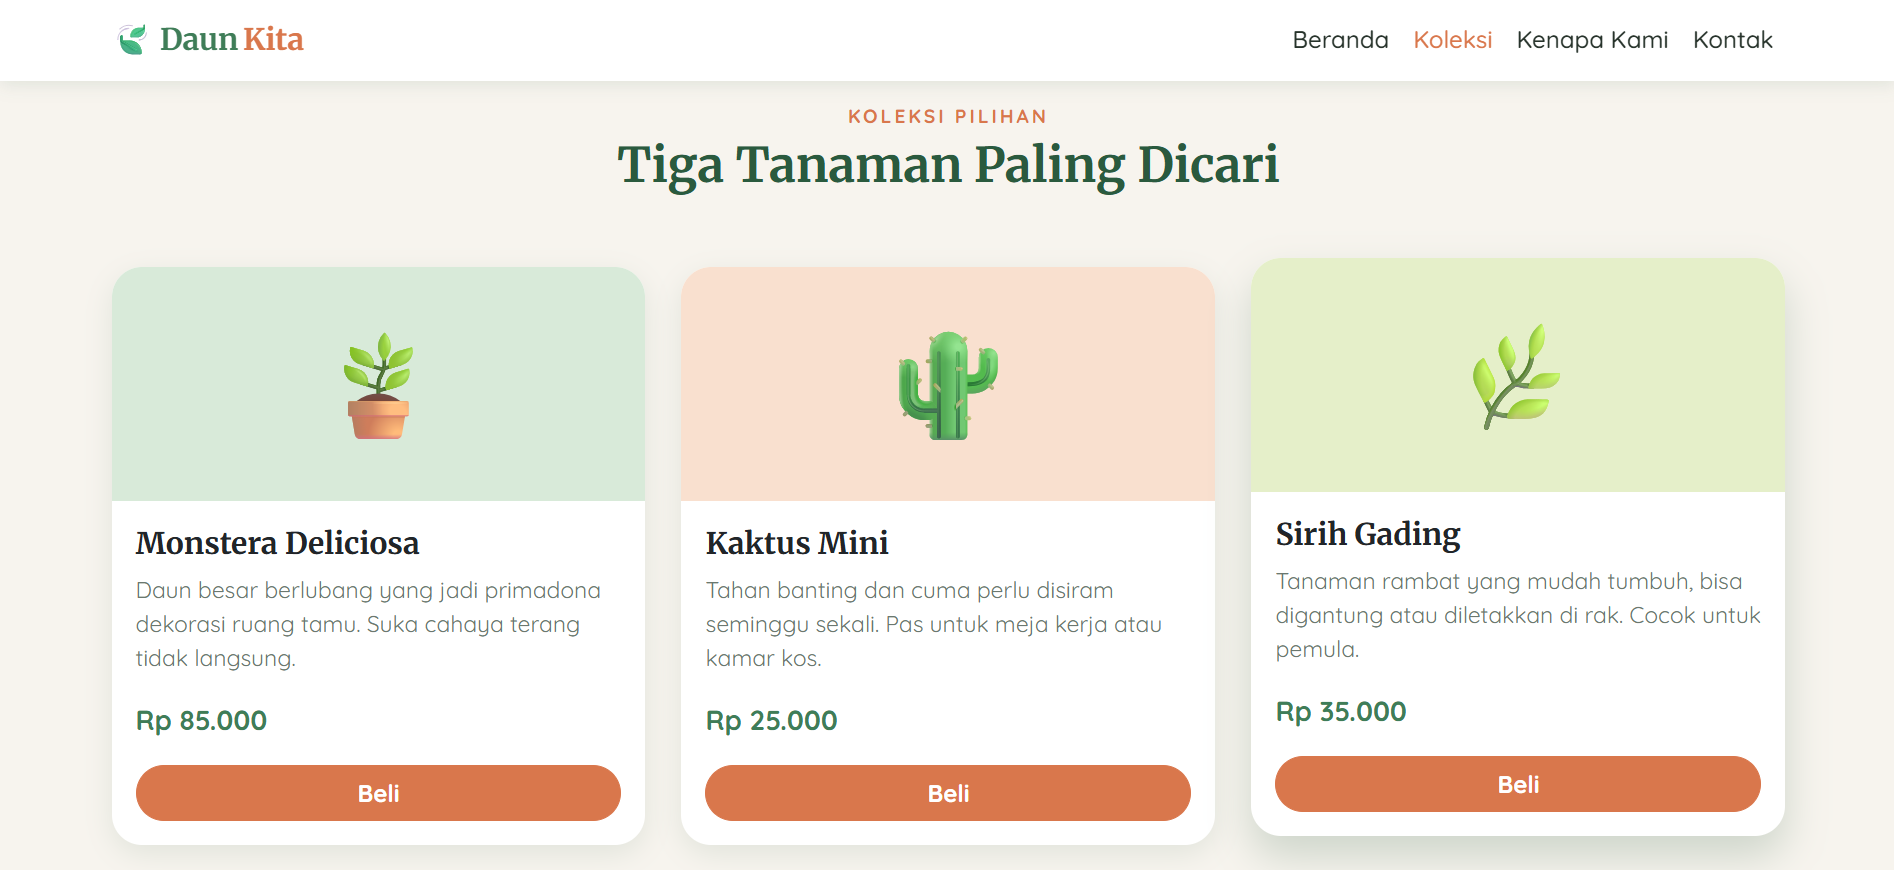 Daun Kita
Beranda Koleksi Kenapa Kami Kontak
KOLEKSI PILIHAN
Tiga Tanaman Paling Dicari
Monstera Deliciosa
Daun besar berlubang yang jadi primadona
dekorasi ruang tamu. Suka cahaya terang
tidak langsung.
Rp 85.000
Beli
Kaktus Mini
Tahan banting dan cuma perlu disiram
seminggu sekali. Pas untuk meja kerja atau
kamar kos.
Rp 25.000
Beli
Sirih Gading
Tanaman rambat yang mudah tumbuh, bisa
digantung atau diletakkan di rak. Cocok untuk
pemula.
Rp 35.000
Beli